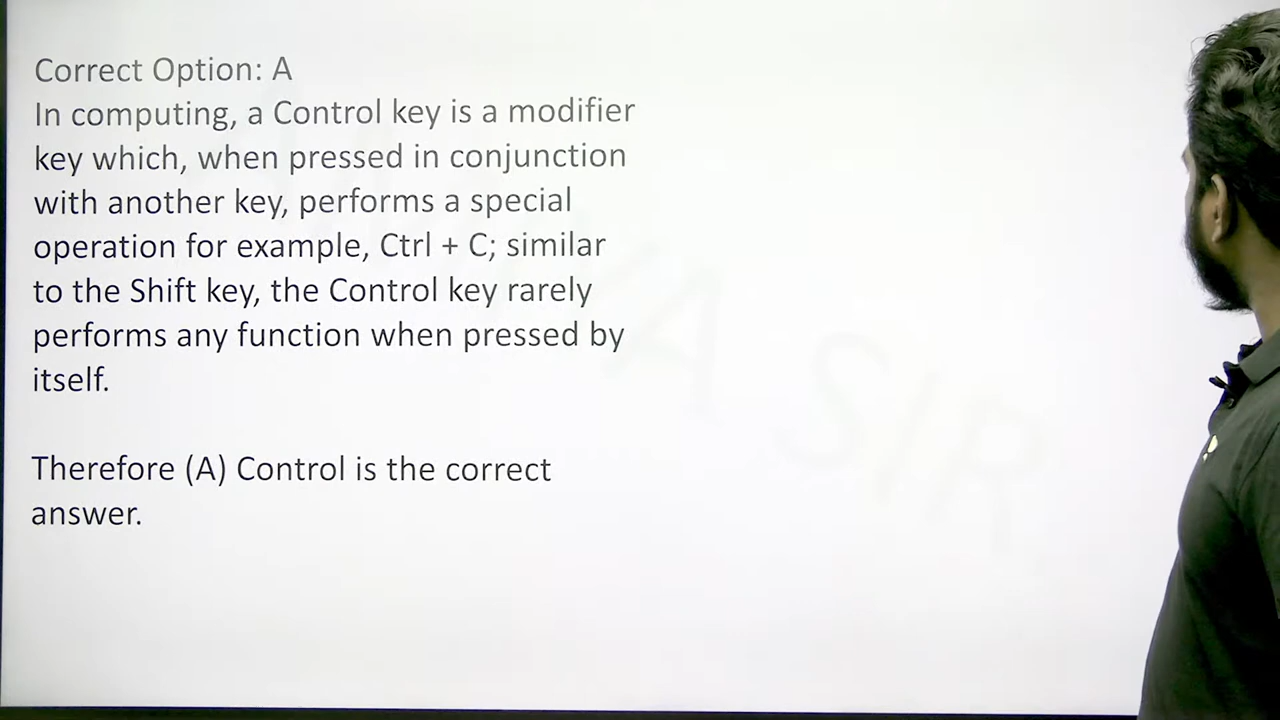 Correct Option: A
In computing, a Control key is a modifier
key which, when pressed in conjunction
with another key, performs a special
operation for example, Ctrl + C; similar
to the Shift key, the Control key rarely
performs any function when pressed by
itself.
Therefore (A) Control is the correct
answer.
SIR